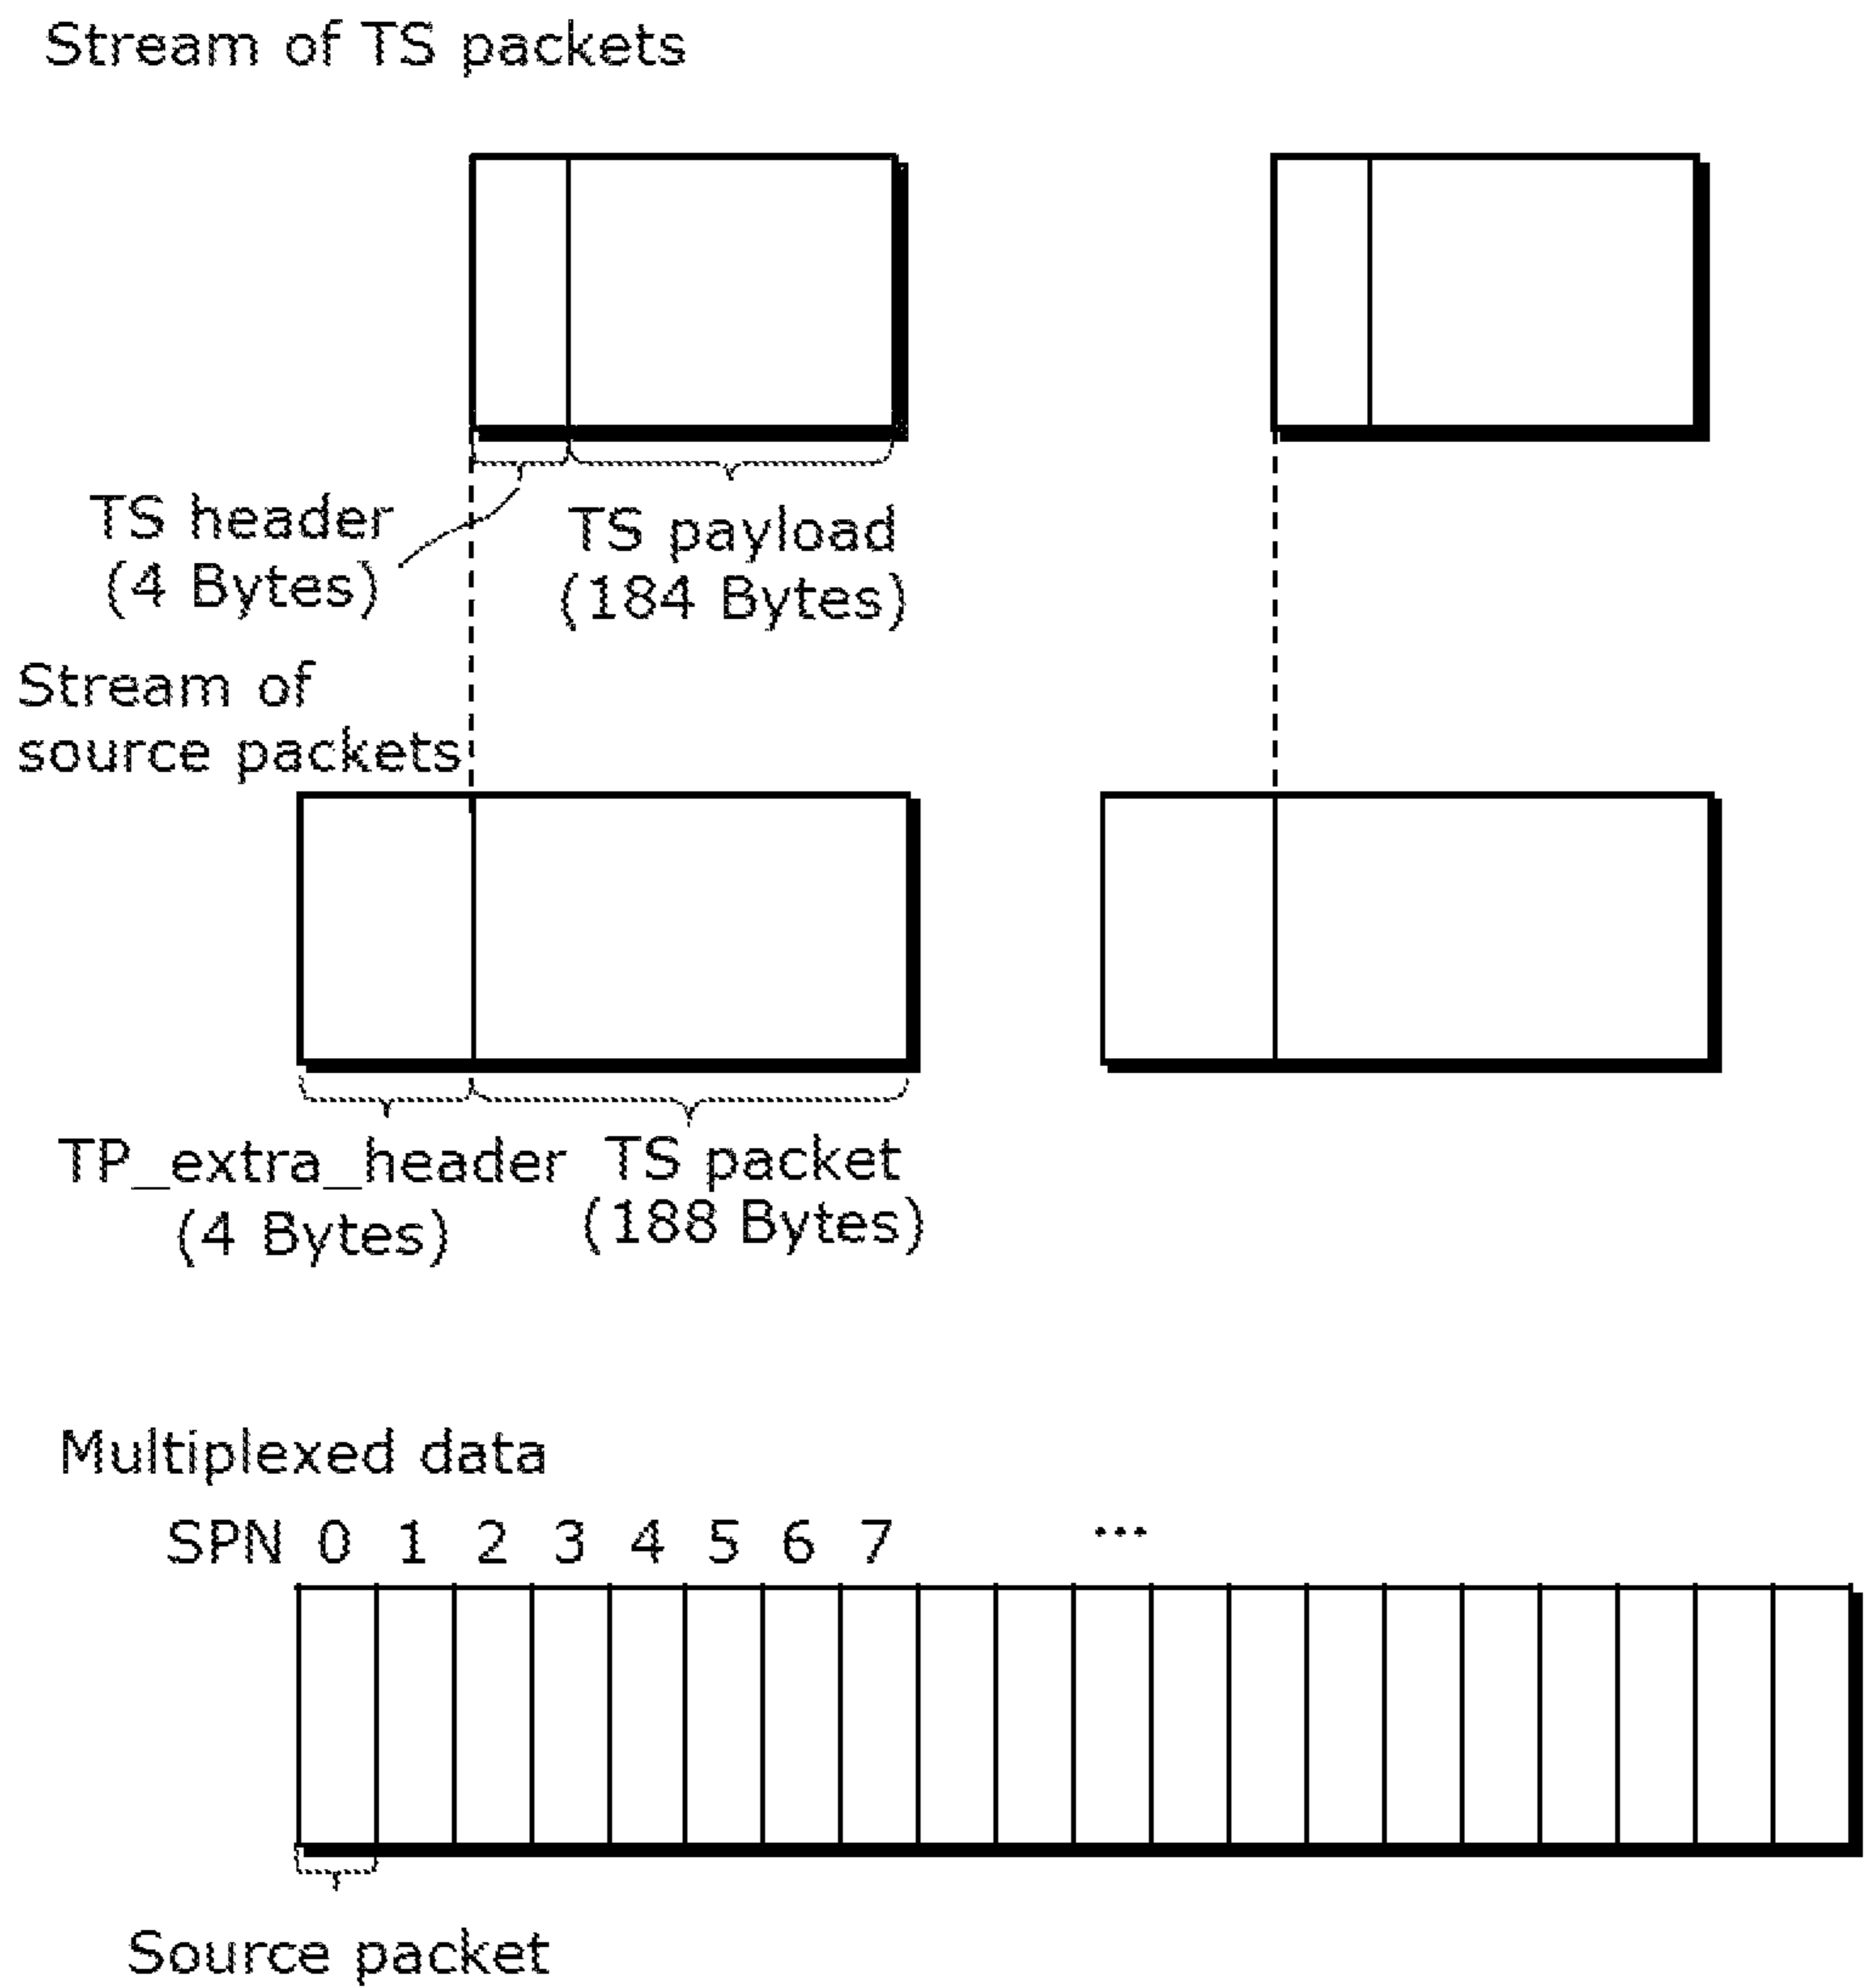 Stream of TS packets
TS header
(4 Bytes)
TS payload
(184 Bytes)
Stream of
source packets
TP_extra_header
(4 Bytes)
TS packet
(188 Bytes)
Multiplexed data
SPN 0 1 2 3 4 5 6 7 ...
Source packet